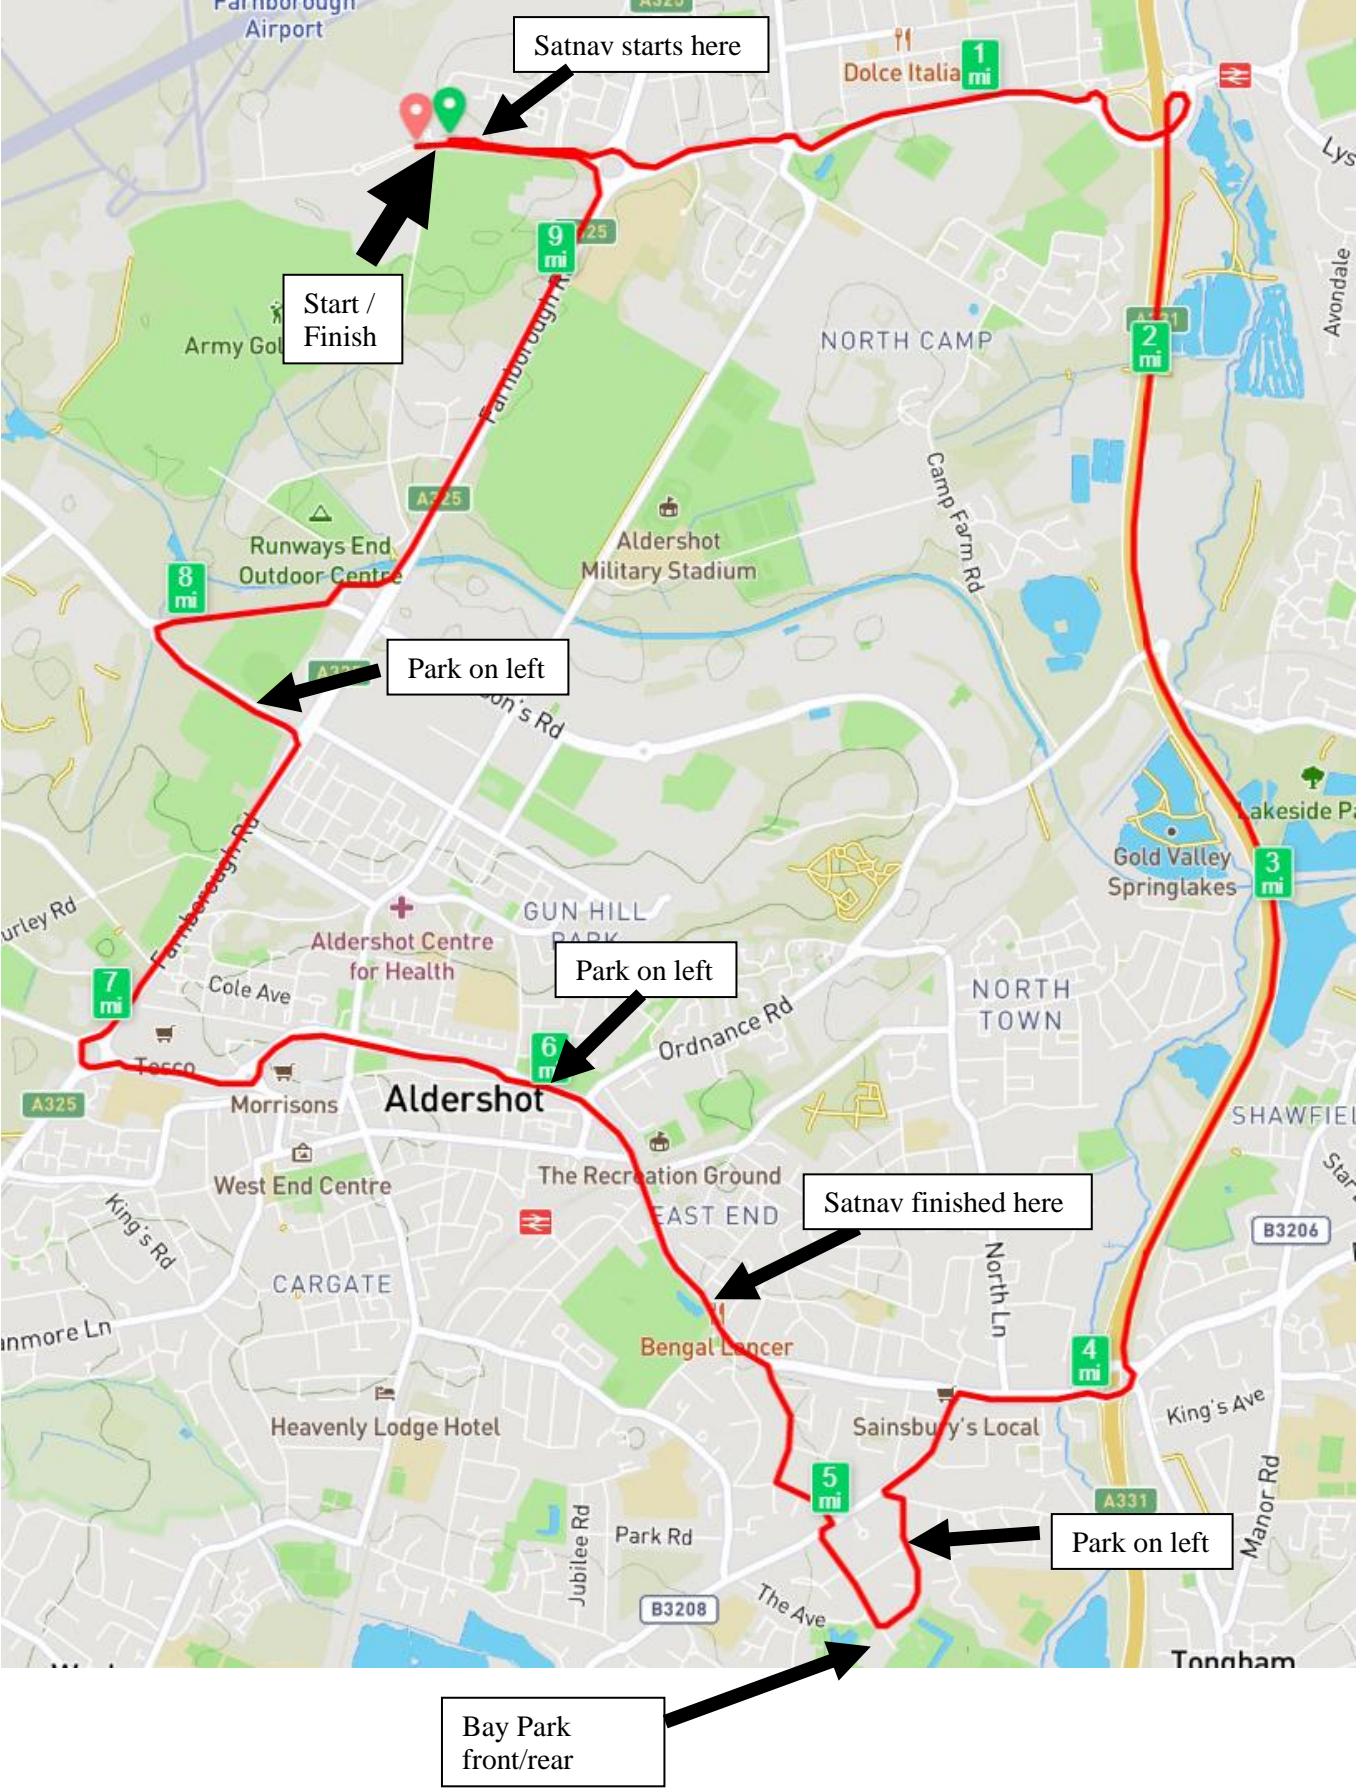 Farnborough
Airport
A325
Satnav starts here
Dolce Italia
1
mi
Lys
Start /
Finish
Army Gol
9
mi
25
Farnborough R
NORTH CAMP
A331
2
mi
Avondale
Camp Farm Rd
A325
Runways End
Outdoor Centre
Aldershot
Military Stadium
8
mi
Park on left
on's Rd
Lakeside Pa
Gold Valley
Springlakes
3
mi
Farnborough Rd
urley Rd
GUN HILL
PARK
Aldershot Centre
for Health
Park on left
7
mi
Cole Ave
NORTH
TOWN
Ordnance Rd
Tesco
6
m
A325
Morrisons
Aldershot
SHAWFIEL
West End Centre
The Recreation Ground
Star
King's Rd
EAST END
Satnav finished here
B3206
CARGATE
North Ln
anmore Ln
Bengal Lancer
4
mi
Heavenly Lodge Hotel
Sainsbury's Local
King's Ave
5
mi
A331
Manor Rd
Jubilee Rd
Park Rd
Park on left
The Ave
B3208
Tongham
Bay Park
front/rear